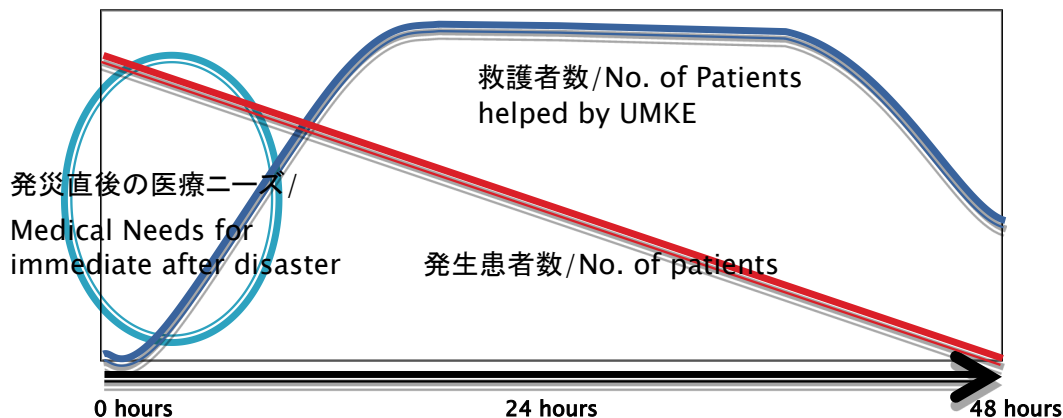 救護者数/No. of Patients
helped by UMKE
発災直後の医療ニーズ/
Medical Needs for
immediate after disaster
発生患者数/No. of patients
0 hours
24 hours
48 hours